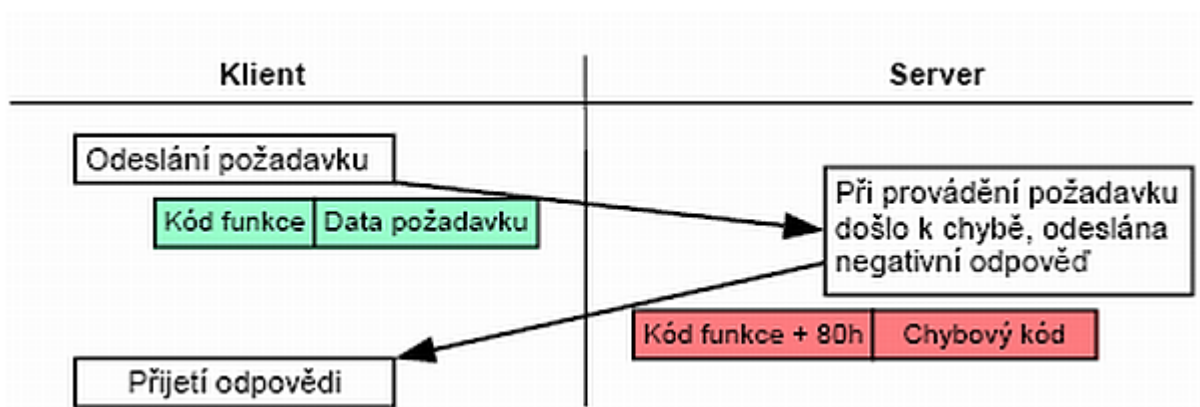 Klient
Server
Odeslání požadavku
Kód funkce
Data požadavku
Při provádění požadavku
došlo k chybě, odeslána
negativní odpověď
Kód funkce + 80h
Chybový kód
Přijetí odpovědi